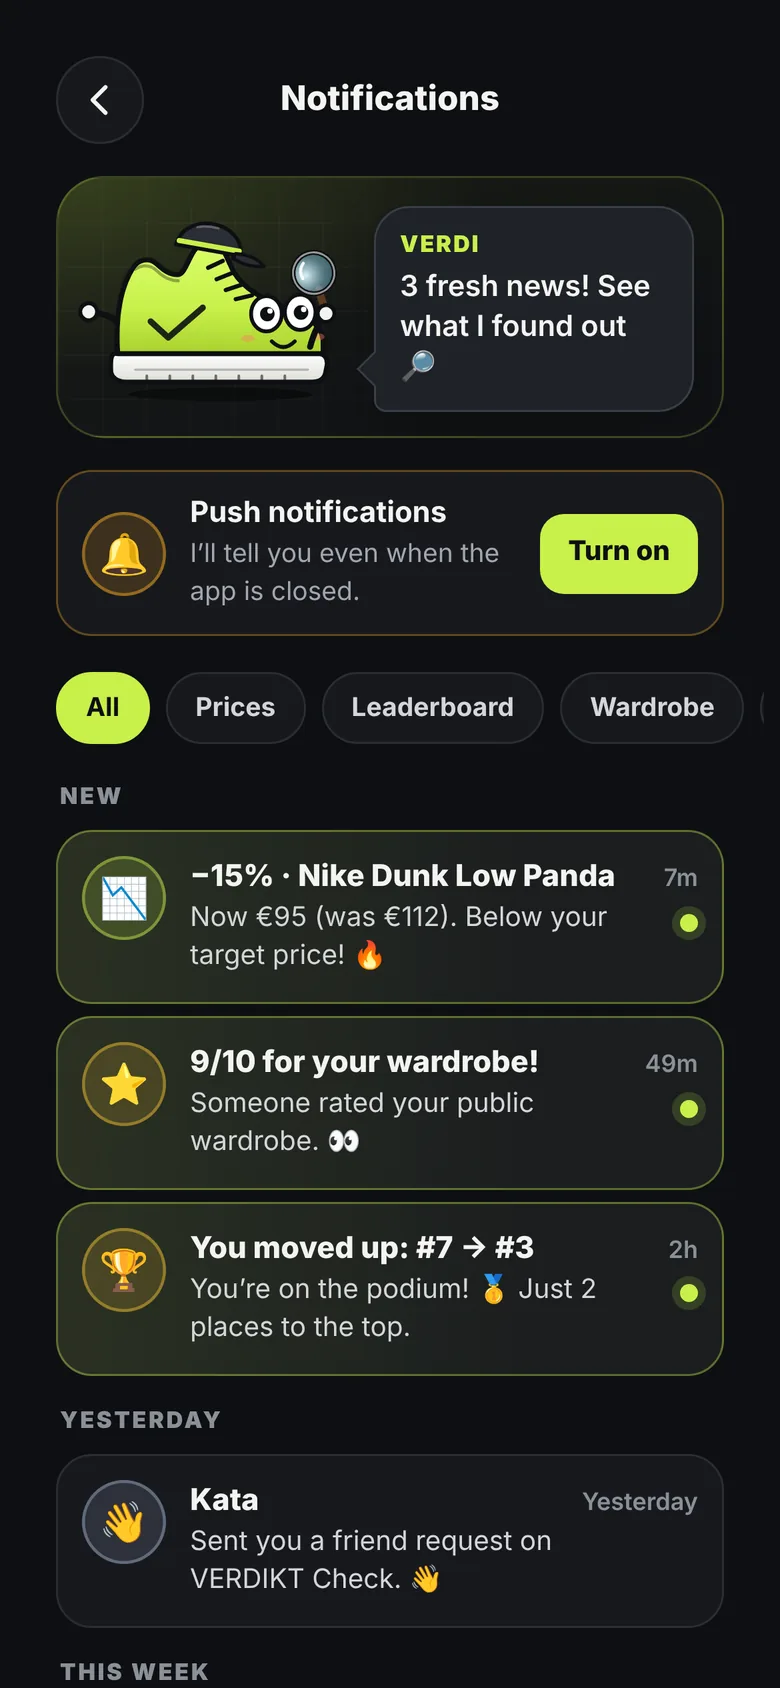 Notifications
VERDI
3 fresh news! See
what I found out
🔎
Push notifications
I’ll tell you even when the
app is closed.
Turn on
All
Prices
Leaderboard
Wardrobe
NEW
−15% · Nike Dunk Low Panda
7m
Now €95 (was €112). Below your
target price! 🔥
9/10 for your wardrobe!
49m
Someone rated your public
wardrobe. 👀
You moved up: #7 → #3
2h
You’re on the podium! 🥇 Just 2
places to the top.
YESTERDAY
Kata
Yesterday
Sent you a friend request on
VERDIKT Check. 👋
THIS WEEK